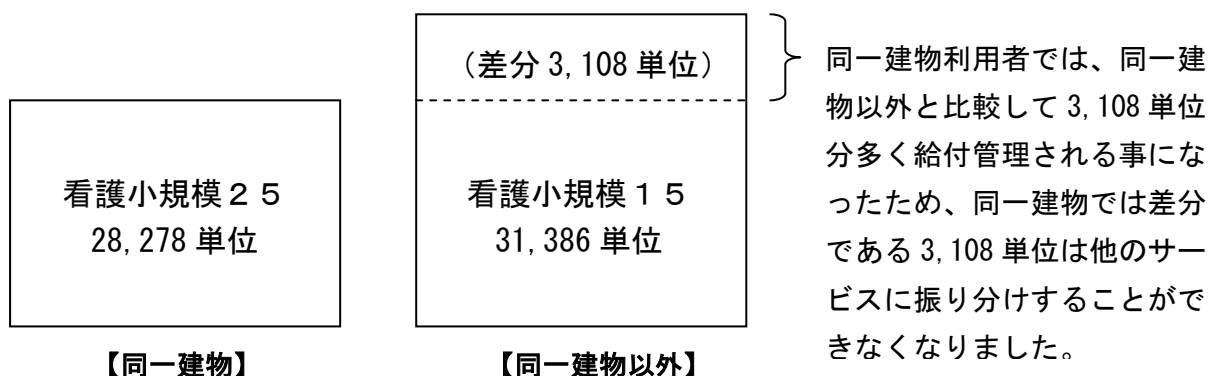 看護小規模２５
28,278 単位
【同一建物】
（差分 3,108 単位）
看護小規模１５
31,386 単位
【同一建物以外】
同一建物利用者では、同一建
物以外と比較して 3,108 単位
分多く給付管理される事にな
ったため、同一建物では差分
である 3,108 単位は他のサー
ビスに振り分けすることがで
きなくなりました。